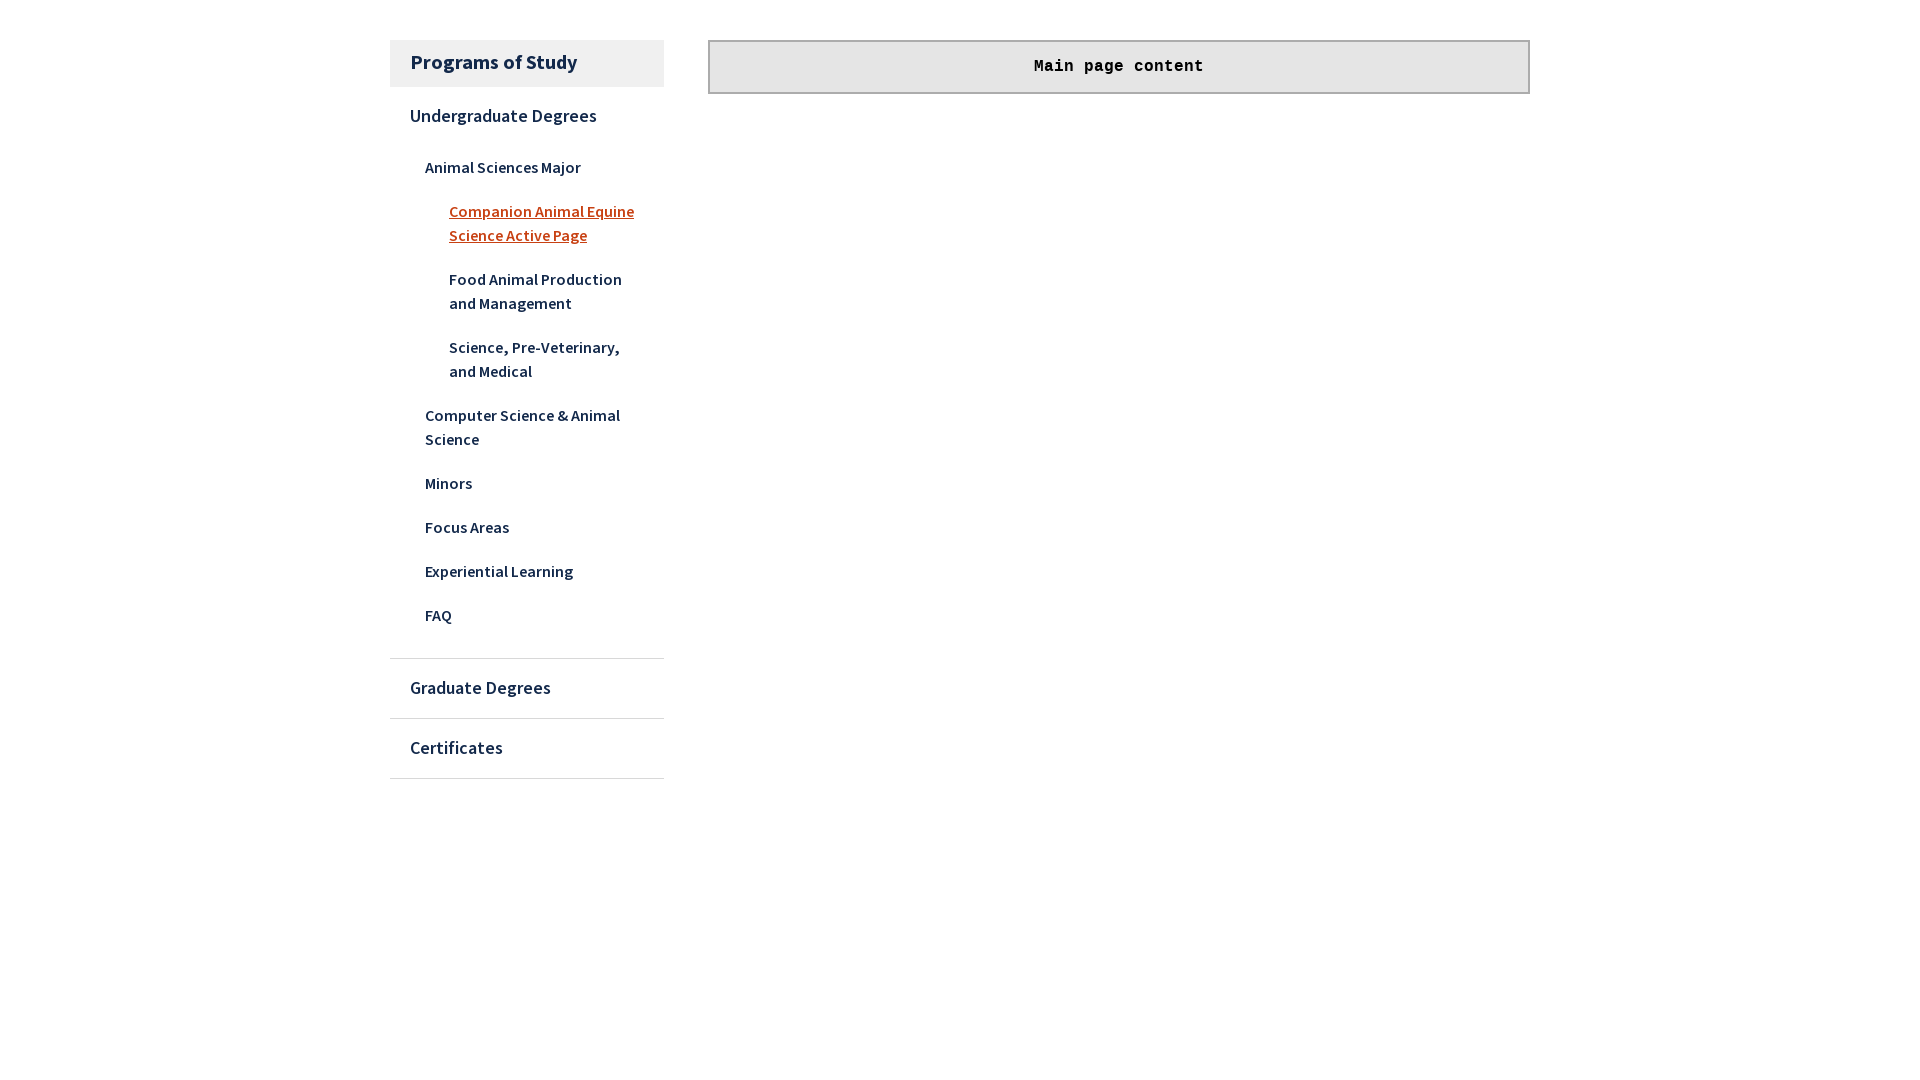 Programs of Study
Undergraduate Degrees
Animal Sciences Major
Companion Animal Equine
Science Active Page
Food Animal Production
and Management
Science, Pre-Veterinary,
and Medical
Computer Science & Animal
Science
Minors
Focus Areas
Experiential Learning
FAQ
Graduate Degrees
Certificates
Main page content